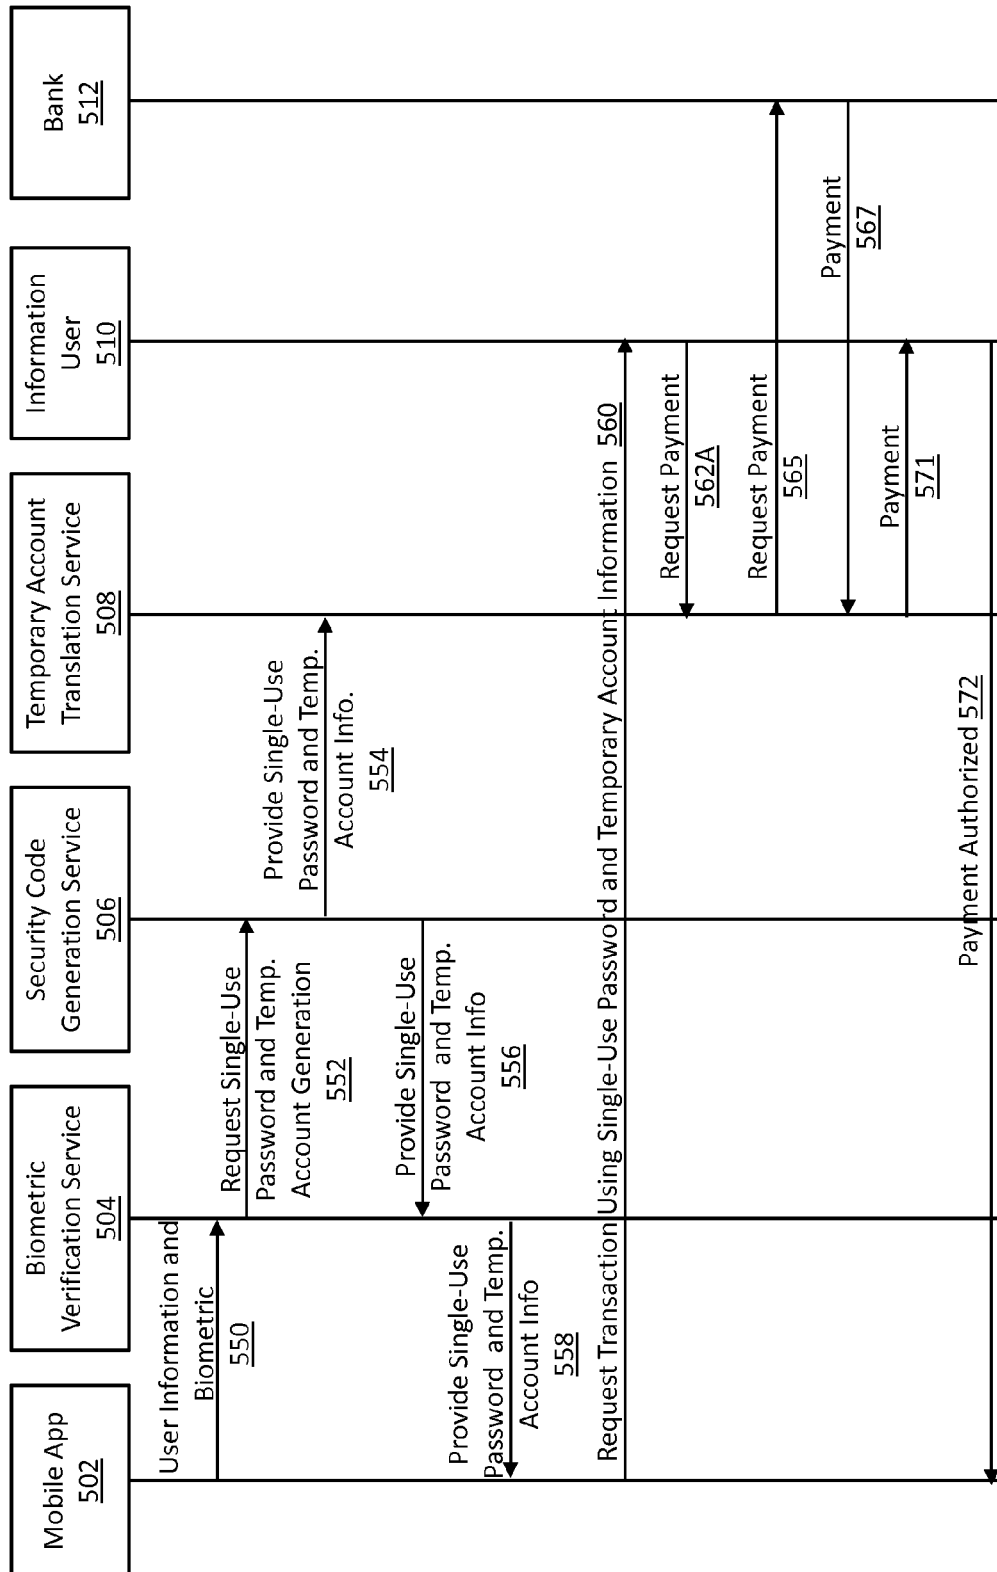 Mobile App
502
Biometric
Verification Service
504
Security Code
Generation Service
506
Temporary Account
Translation Service
508
Information
User
510
Bank
512
User Information and
Biometric
550
Request Single-Use
Password and Temp.
Account Generation
552
Provide Single-Use
Password and Temp.
Account Info.
554
Provide Single-Use
Password and Temp.
Account Info
556
Provide Single-Use
Password and Temp.
Account Info
558
Request Transaction Using Single-Use Password and Temporary Account Information 560
Request Payment
562A
Request Payment
565
Payment
567
Payment
571
Payment Authorized 572